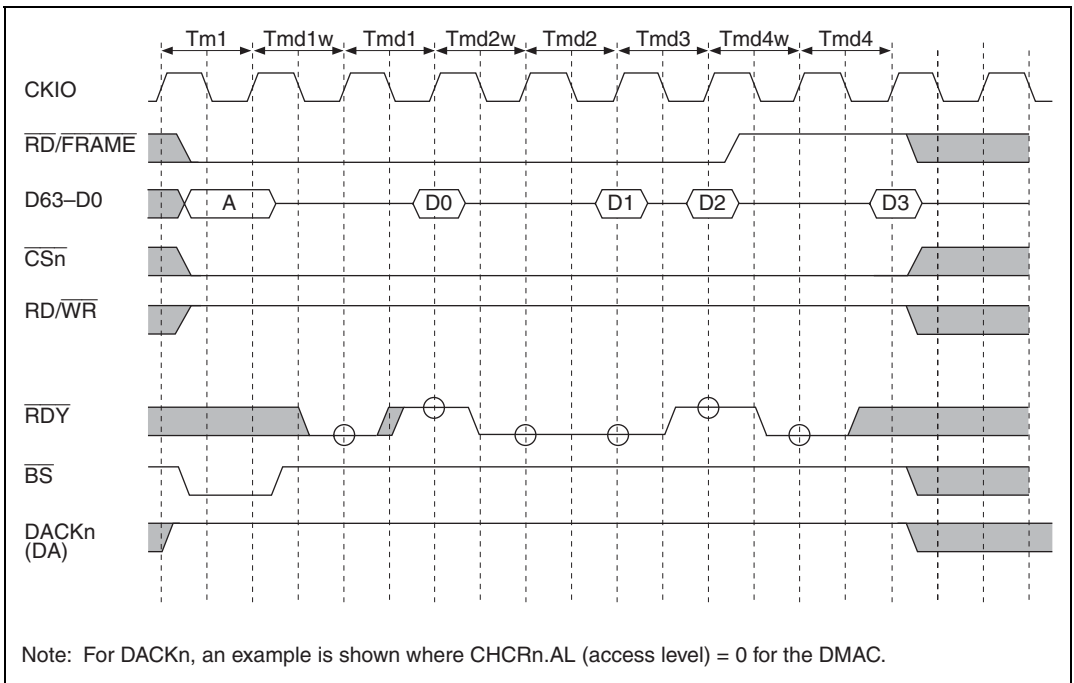 Tm1 Tmd1w Tmd1 Tmd2w Tmd2 Tmd3 Tmd4w Tmd4
CKIO
RD/FRAME
D63–D0 A D0 D1 D2 D3
CSn
RD/WR
RDY
BS
DACKn
(DA)
Note: For DACKn, an example is shown where CHCRn.AL (access level) = 0 for the DMAC.